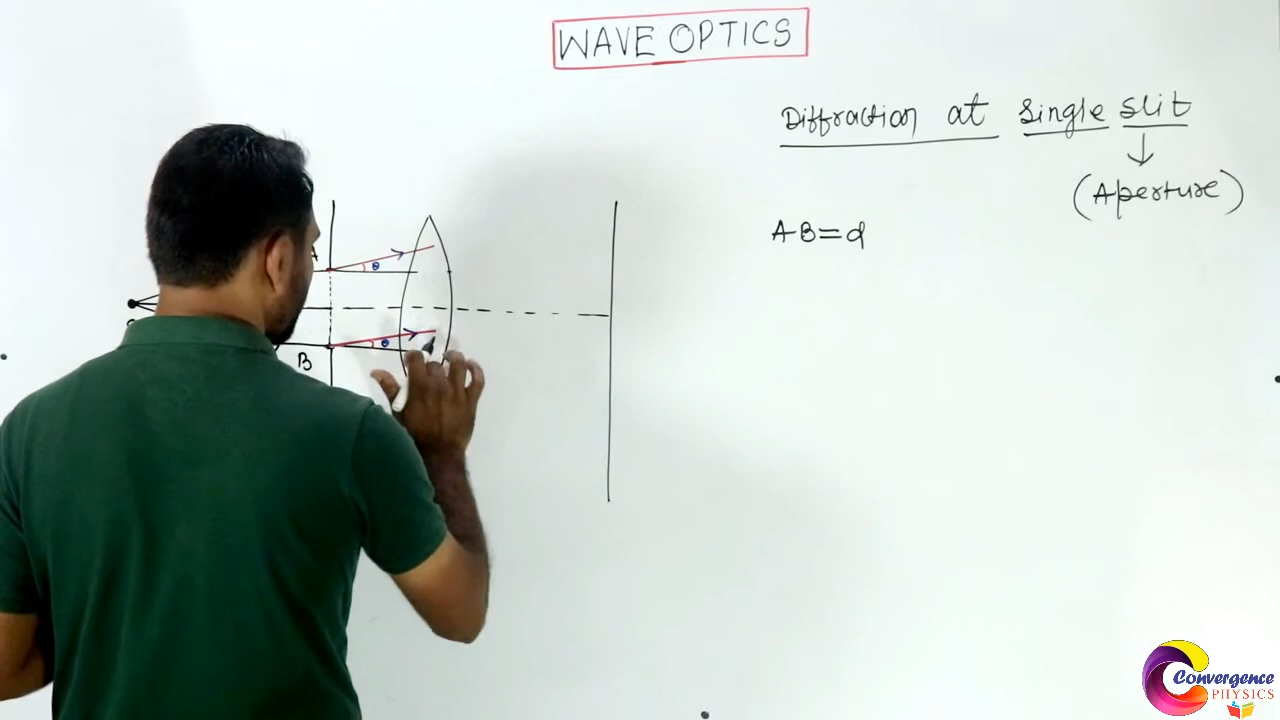 WAVE OPTICS
Diffraction at single slit
(Aperture)
AB=d
A
θ
θ
B
Convergence
PHYSICS